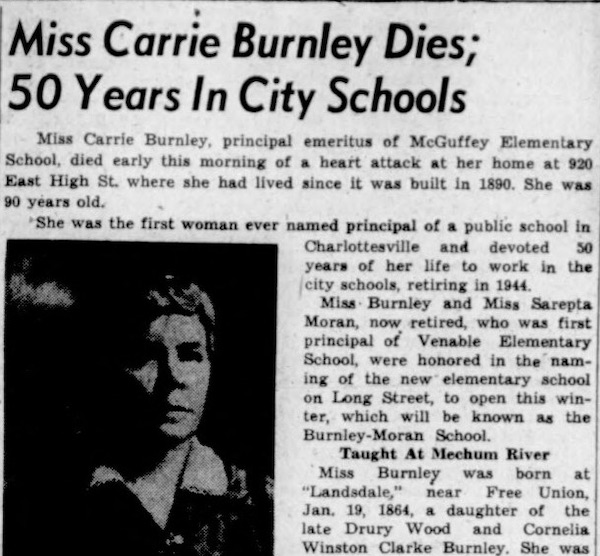 Miss Carrie Burnley Dies;
50 Years In City Schools
Miss Carrie Burnley, principal emeritus of McGuffey Elementary
School, died early this morning of a heart attack at her home at 920
East High St. where she had lived since it was built in 1890. She was
90 years old.
She was the first woman ever named principal of a public school in
Charlottesville and devoted 50
years of her life to work in the
city schools, retiring in 1944.
Miss Burnley and Miss Sarepta
Moran, now retired, who was first
principal of Venable Elementary
School, were honored in the nam-
ing of the new elementary school
on Long Street, to open this win-
ter, which will be known as the
Burnley-Moran School.
Taught At Mechum River
Miss Burnley was born at
"Landsdale," near Free Union,
Jan. 19, 1864, a daughter of the
late Drury Wood and Cornelia
Winston Clarke Burnley. She was